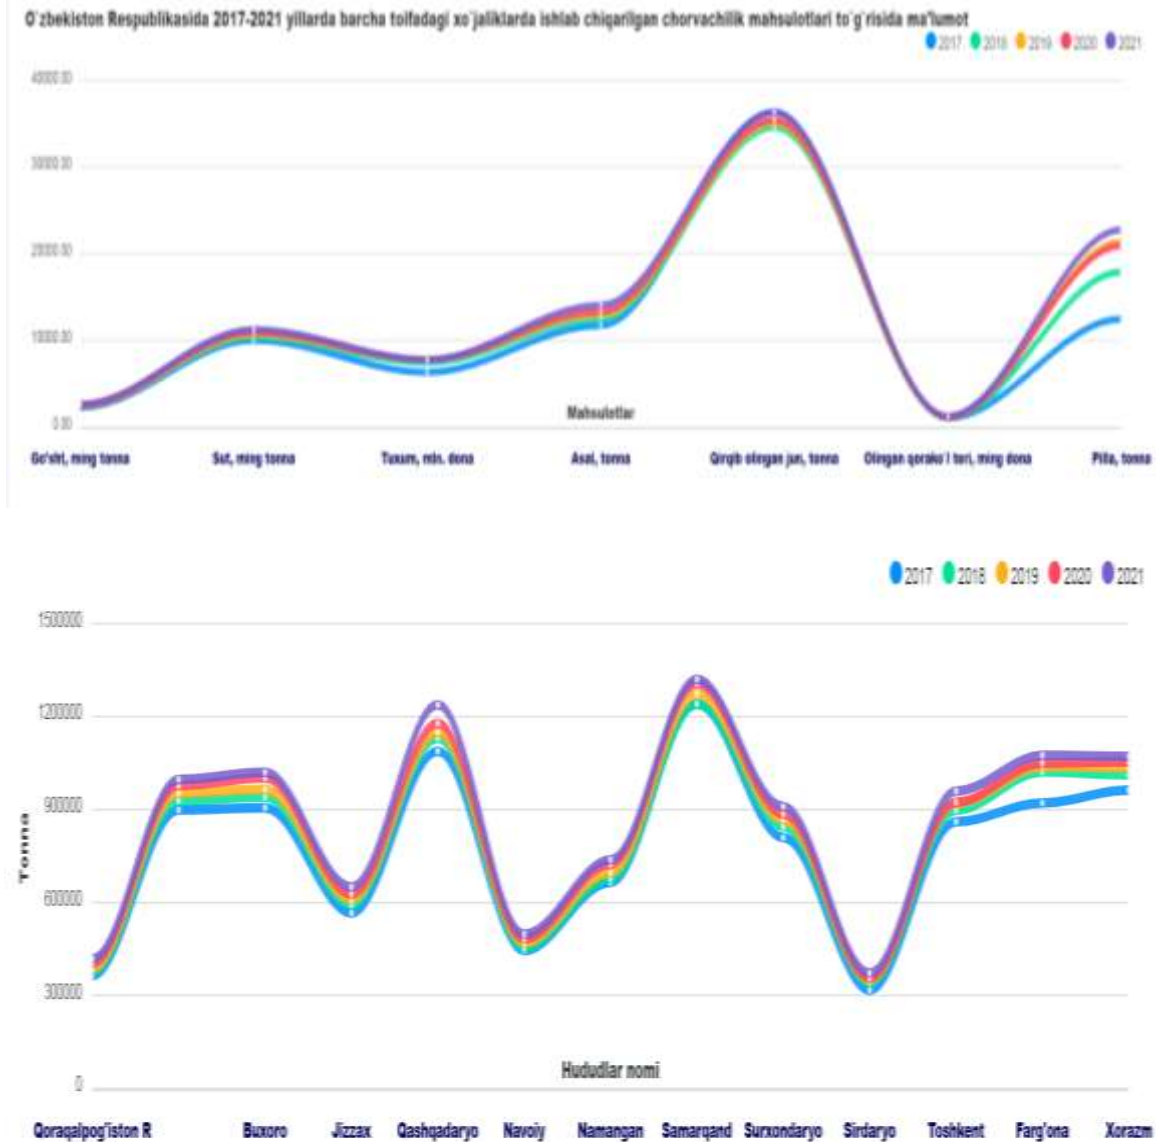 O`zbekiston Respublikasida 2017-2021 yillarda barcha toifadagi xo`jaliklarda ishlab chiqarilgan chorvachilik mahsulotlari to`g`risida ma'lumot
2017 2018 2019 2020 2021
40000.00
30000.00
20000.00
10000.00
0.00
Mahsulotlar
Go'sht, ming tonna Sut, ming tonna Tuxum, mln. dona Asal, tonna Qirqib olingan jun, tonna Olingan qorako`l teri, ming dona Pilla, tonna
2017 2018 2019 2020 2021
1500000
1200000
900000
600000
300000
0
Tonna
Hududlar nomi
Qoraqalpog'iston R Buxoro Jizzax Qashqadaryo Navoiy Namangan Samarqand Surxondaryo Sirdaryo Toshkent Farg'ona Xorazm